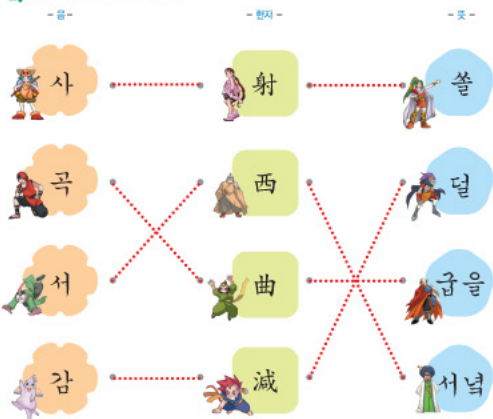 - 음 - - 한자 - - 뜻 -
사 射 쏠
곡 西 덜
서 曲 굽을
감 減 서녘